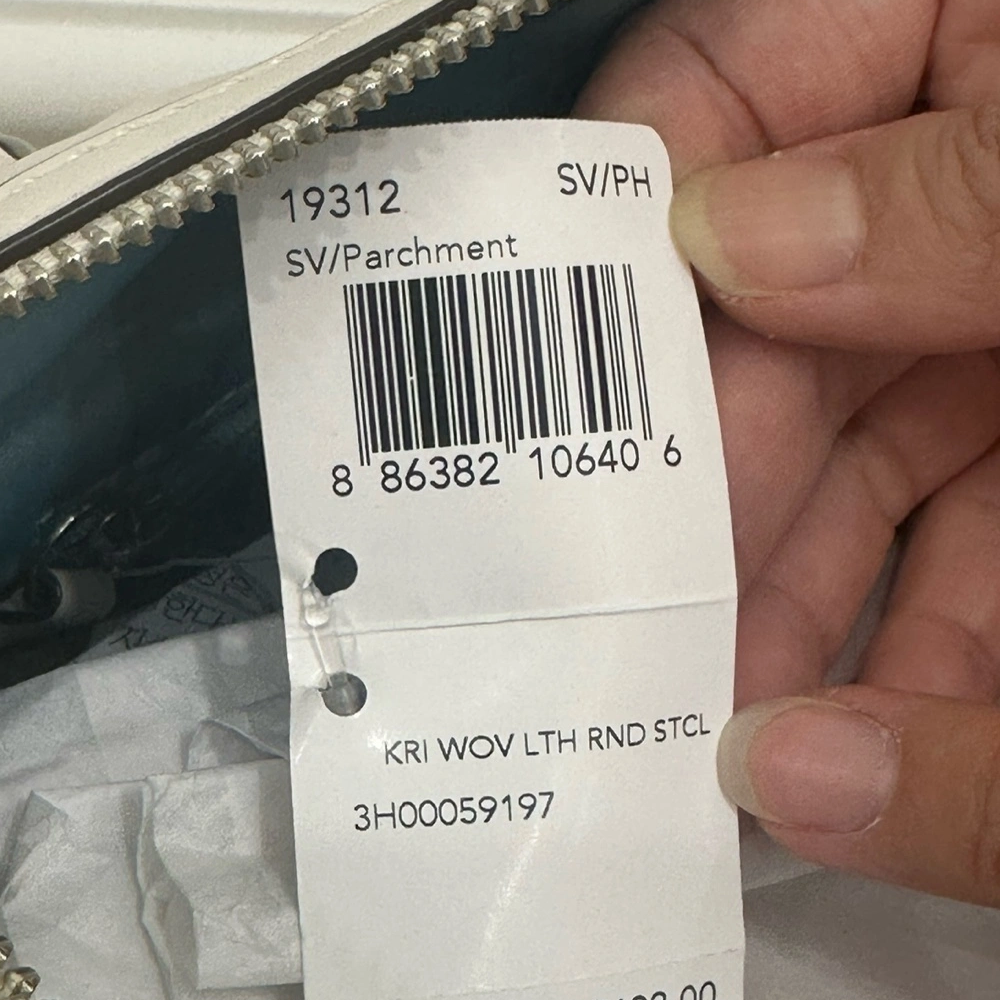 19312 SV/PH
SV/Parchment
8 86382 10640 6
KRI WOV LTH RND STCL
3H00059197